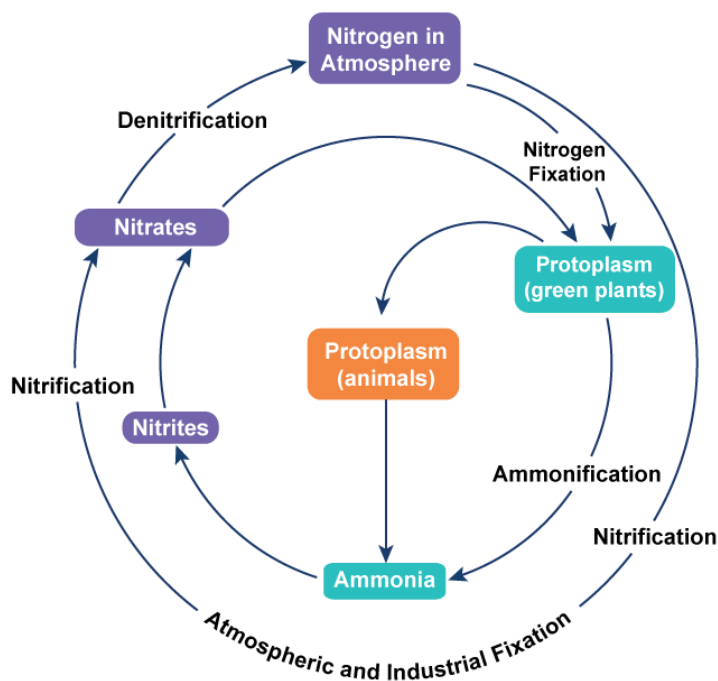 Nitrogen in
Atmosphere
Denitrification
Nitrogen
Fixation
Nitrates
Protoplasm
(green plants)
Protoplasm
(animals)
Nitrification
Nitrites
Ammonification
Nitrification
Ammonia
Atmospheric and Industrial Fixation